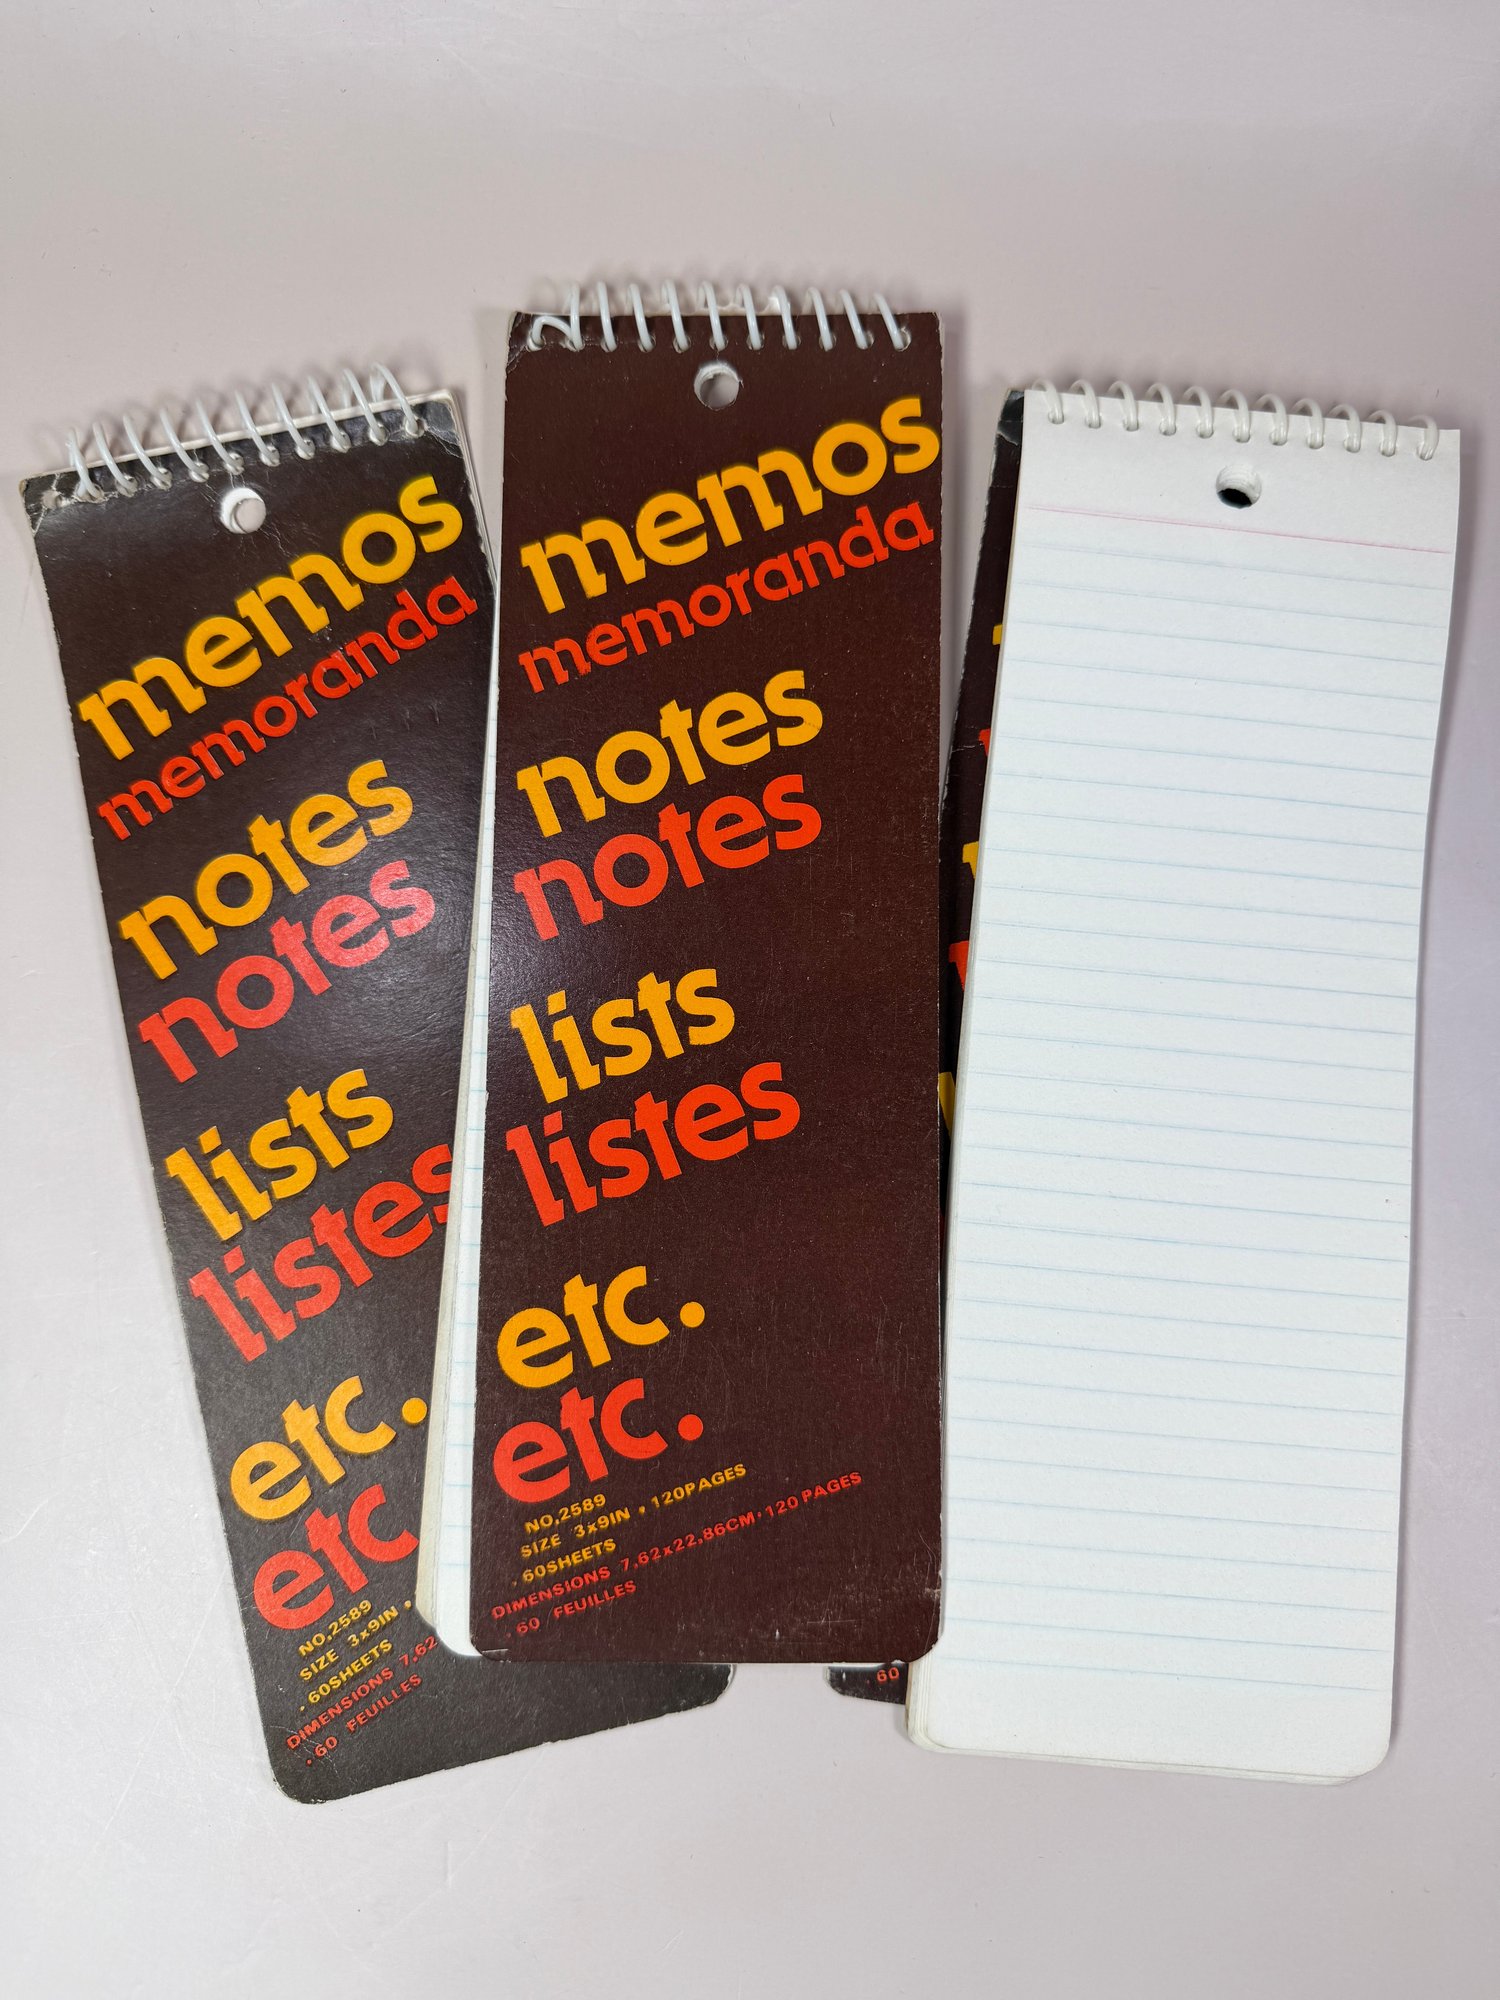 memos
memoranda
notes
notes
lists
listes
etc.
etc
NO.2589
SIZE 3x9IN .
. 60SHEETS
DIMENSIONS 7,62
. 60 FEUILLES
memos
memoranda
notes
notes
lists
listes
etc.
etc.
NO.2589
SIZE 3x9IN . 120PAGES
. 60SHEETS
DIMENSIONS 7,62x22,86CM·120 PAGES
. 60 FEUILLES
60